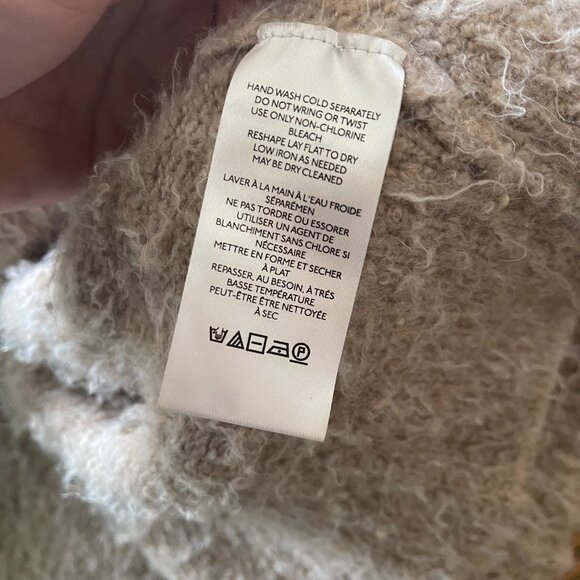 HAND WASH COLD SEPARATELY
DO NOT WRING OR TWIST
USE ONLY NON-CHLORINE
BLEACH
RESHAPE LAY FLAT TO DRY
LOW IRON AS NEEDED
MAY BE DRY CLEANED
LAVER À LA MAIN À L'EAU FROIDE
SÉPARÉMEN
NE PAS TORDRE OU ESSORER
UTILISER UN AGENT DE
BLANCHIMENT SANS CHLORE SI
NÉCESSAIRE
METTRE EN FORME ET SECHER
À PLAT
REPASSER, AU BESOIN, À TRÉS
BASSE TEMPÉRATURE
PEUT-ÊTRE ÊTRE NETTOYÉE
À SEC
P